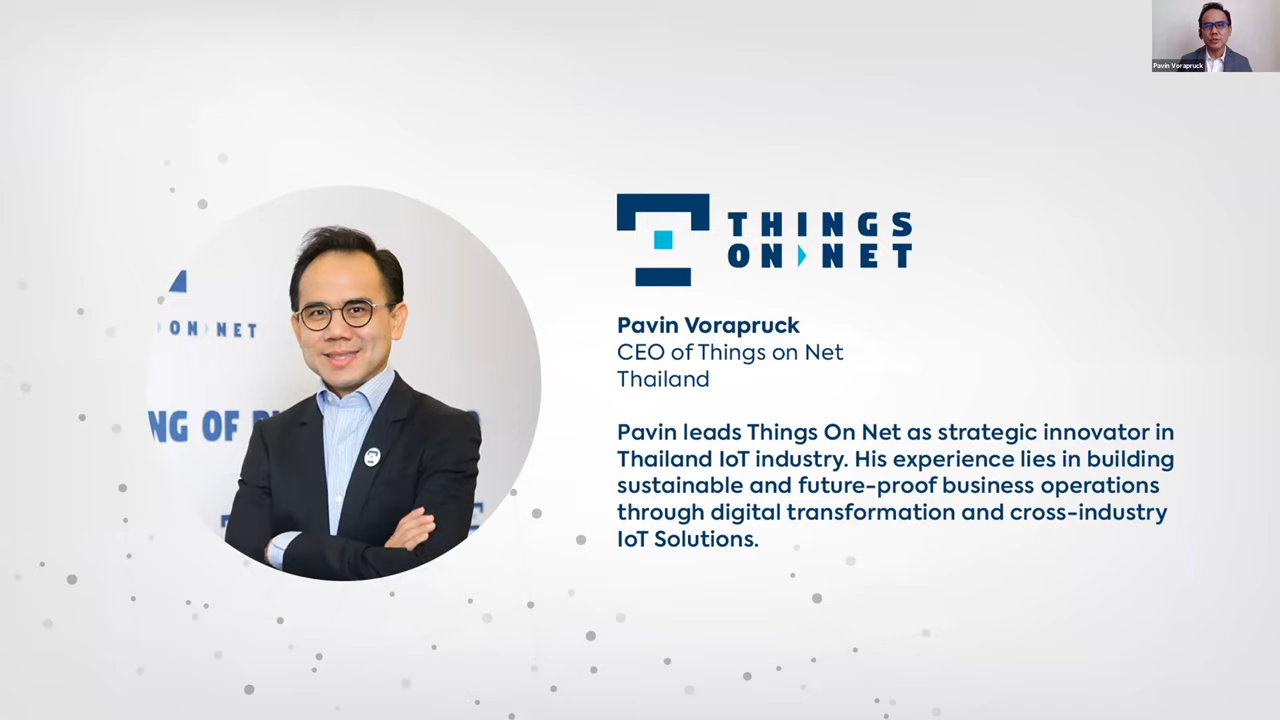 Pavin Vorapruck
THINGS
ON NET
Pavin Vorapruck
CEO of Things on Net
Thailand
Pavin leads Things On Net as strategic innovator in
Thailand IoT industry. His experience lies in building
sustainable and future-proof business operations
through digital transformation and cross-industry
IoT Solutions.
ON NET
NG OF